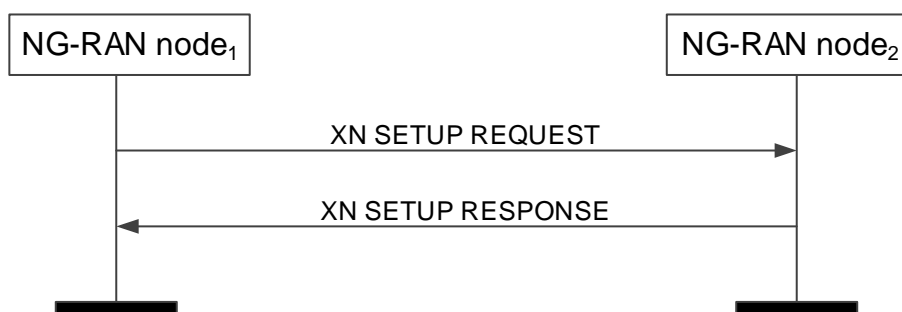 NG-RAN node₁
NG-RAN node₂
XN SETUP REQUEST
XN SETUP RESPONSE